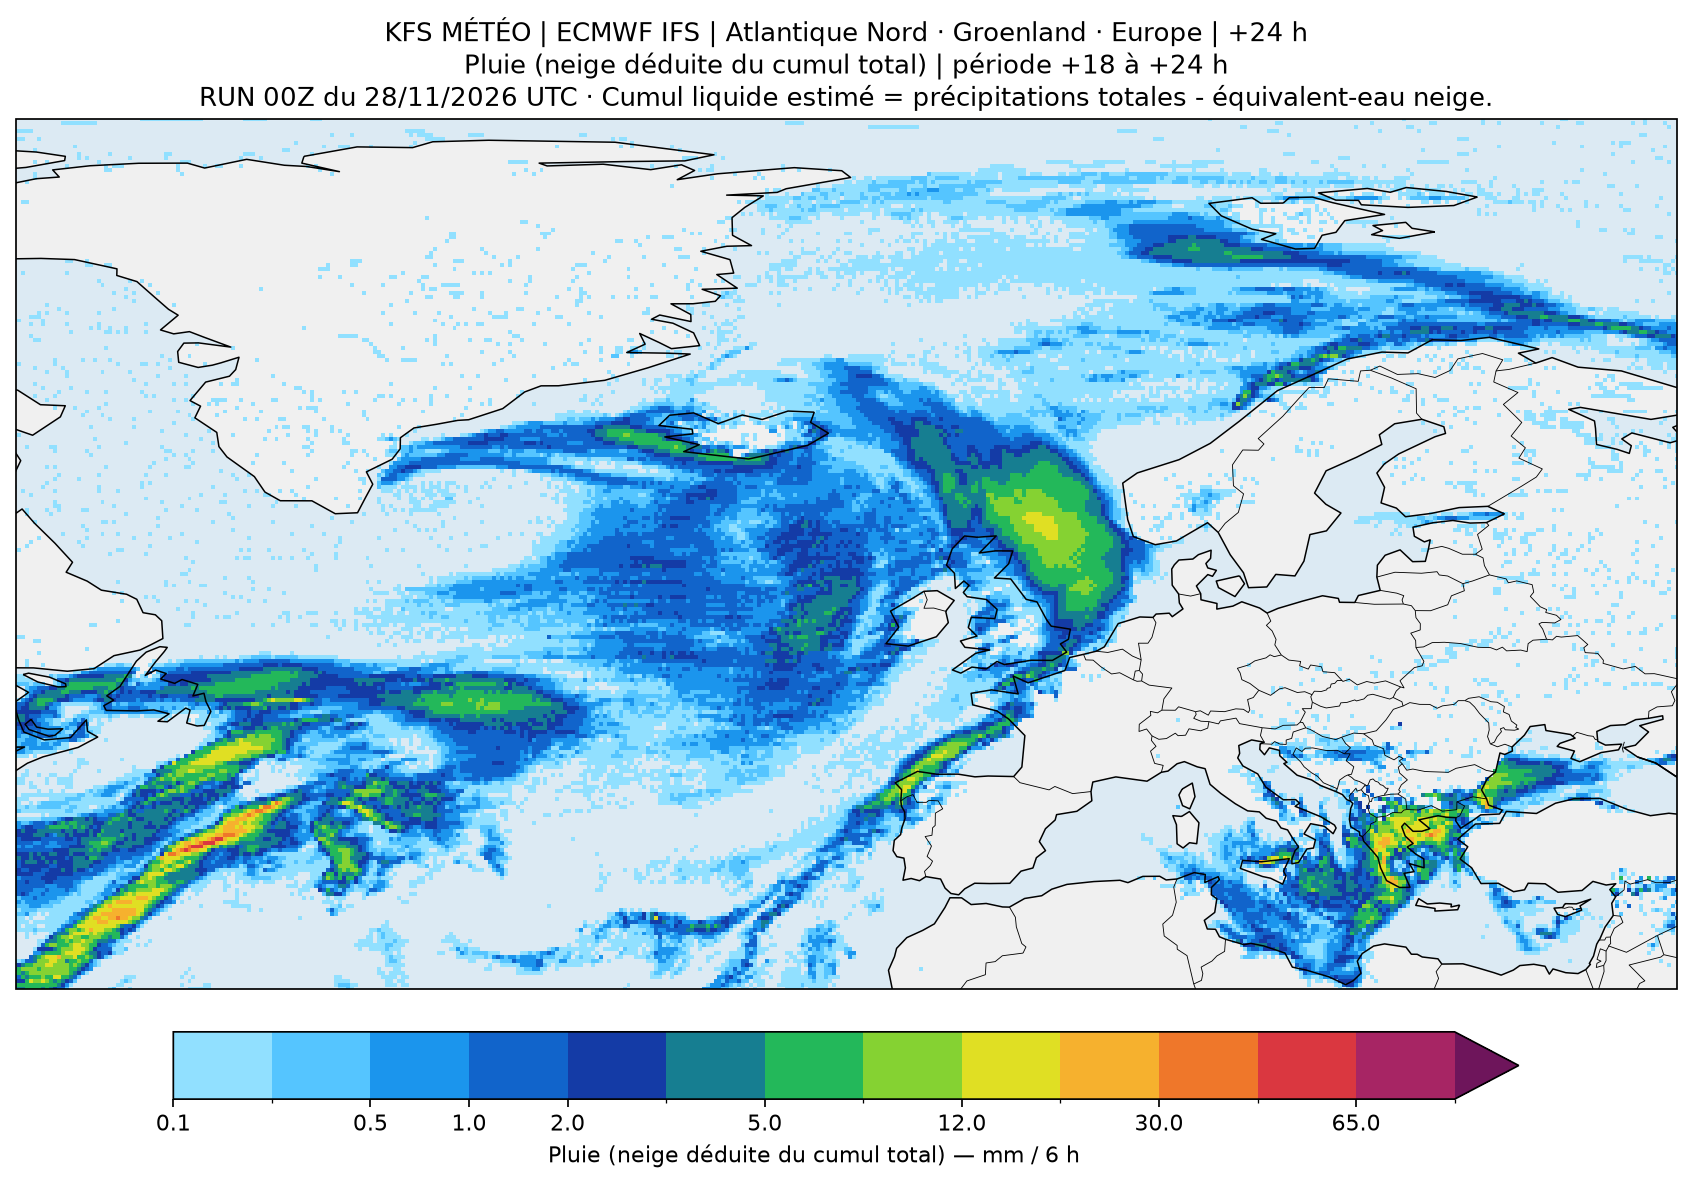 KFS MÉTÉO | ECMWF IFS | Atlantique Nord · Groenland · Europe | +24 h
Pluie (neige déduite du cumul total) | période +18 à +24 h
RUN 00Z du 28/11/2026 UTC · Cumul liquide estimé = précipitations totales - équivalent-eau neige.
0.1 0.5 1.0 2.0 5.0 12.0 30.0 65.0
Pluie (neige déduite du cumul total) — mm / 6 h